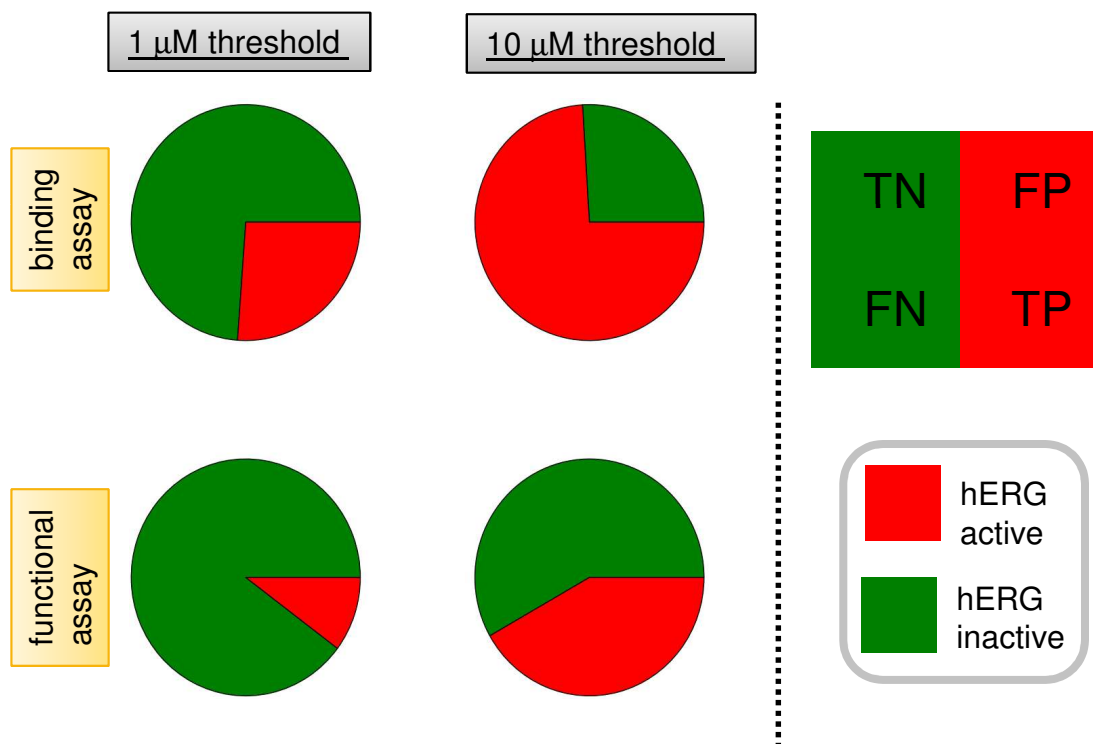 1 μM threshold
10 μM threshold
binding
assay
TN FP
FN TP
functional
assay
hERG
active
hERG
inactive